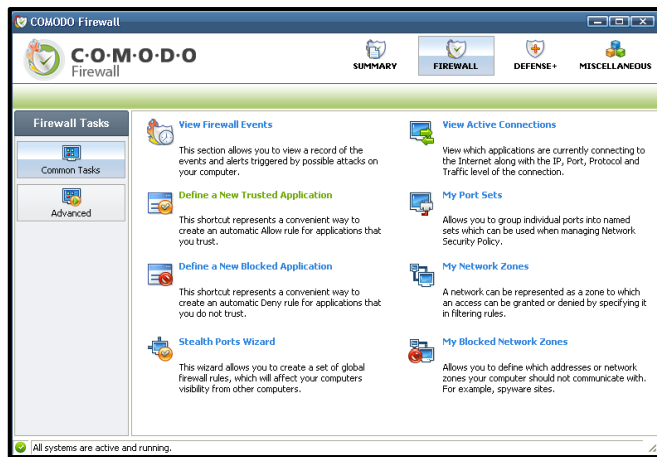 COMODO Firewall
C·O·M·O·D·O
Firewall
SUMMARY
FIREWALL
DEFENSE+
MISCELLANEOUS
Firewall Tasks
Common Tasks
Advanced
View Firewall Events
This section allows you to view a record of the
events and alerts triggered by possible attacks on
your computer.
Define a New Trusted Application
This shortcut represents a convenient way to
create an automatic Allow rule for applications that
you trust.
Define a New Blocked Application
This shortcut represents a convenient way to
create an automatic Deny rule for applications that
you do not trust.
Stealth Ports Wizard
This wizard allows you to create a set of global
firewall rules, which will affect your computers
visibility from other computers.
View Active Connections
View which applications are currently connecting to
the Internet along with the IP, Port, Protocol and
Traffic level of the connection.
My Port Sets
Allows you to group individual ports into named
sets which can be used when managing Network
Security Policy.
My Network Zones
A network can be represented as a zone to which
an access can be granted or denied by specifying it
in filtering rules.
My Blocked Network Zones
Allows you to define which addresses or network
zones your computer should not communicate with.
For example, spyware sites.
All systems are active and running.